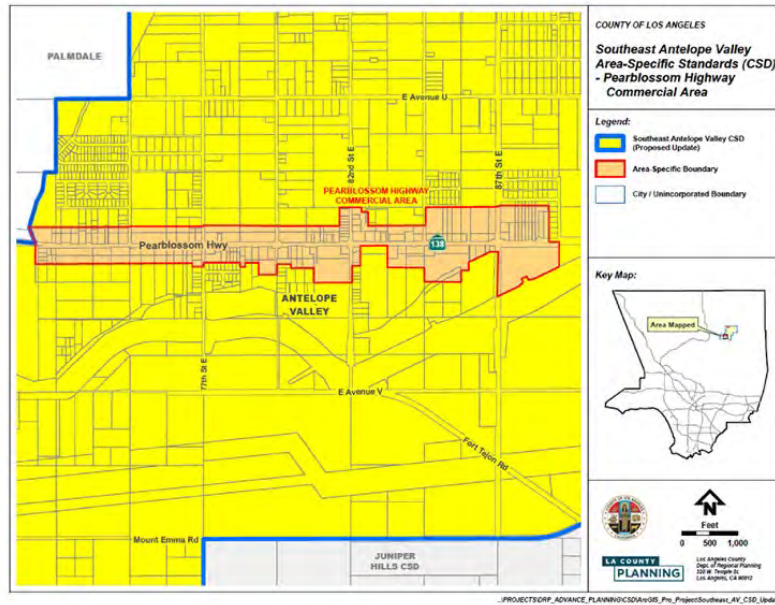 PALMDALE
E Avenue U
82nd St E
87th St E
PEARBLOSSOM HIGHWAY
COMMERCIAL AREA
Pearblossom Hwy
138
ANTELOPE
VALLEY
77th St E
E Avenue V
Fort Tejon Rd
Mount Emma Rd
JUNIPER
HILLS CSD
COUNTY OF LOS ANGELES
Southeast Antelope Valley
Area-Specific Standards (CSD)
- Pearblossom Highway
Commercial Area
Legend:
Southeast Antelope Valley CSD
(Proposed Update)
Area-Specific Boundary
City / Unincorporated Boundary
Key Map:
Area Mapped
N
Feet
0 500 1,000
LA COUNTY
PLANNING
Los Angeles County
Dept. of Regional Planning
320 W. Temple St.
Los Angeles, CA 90012